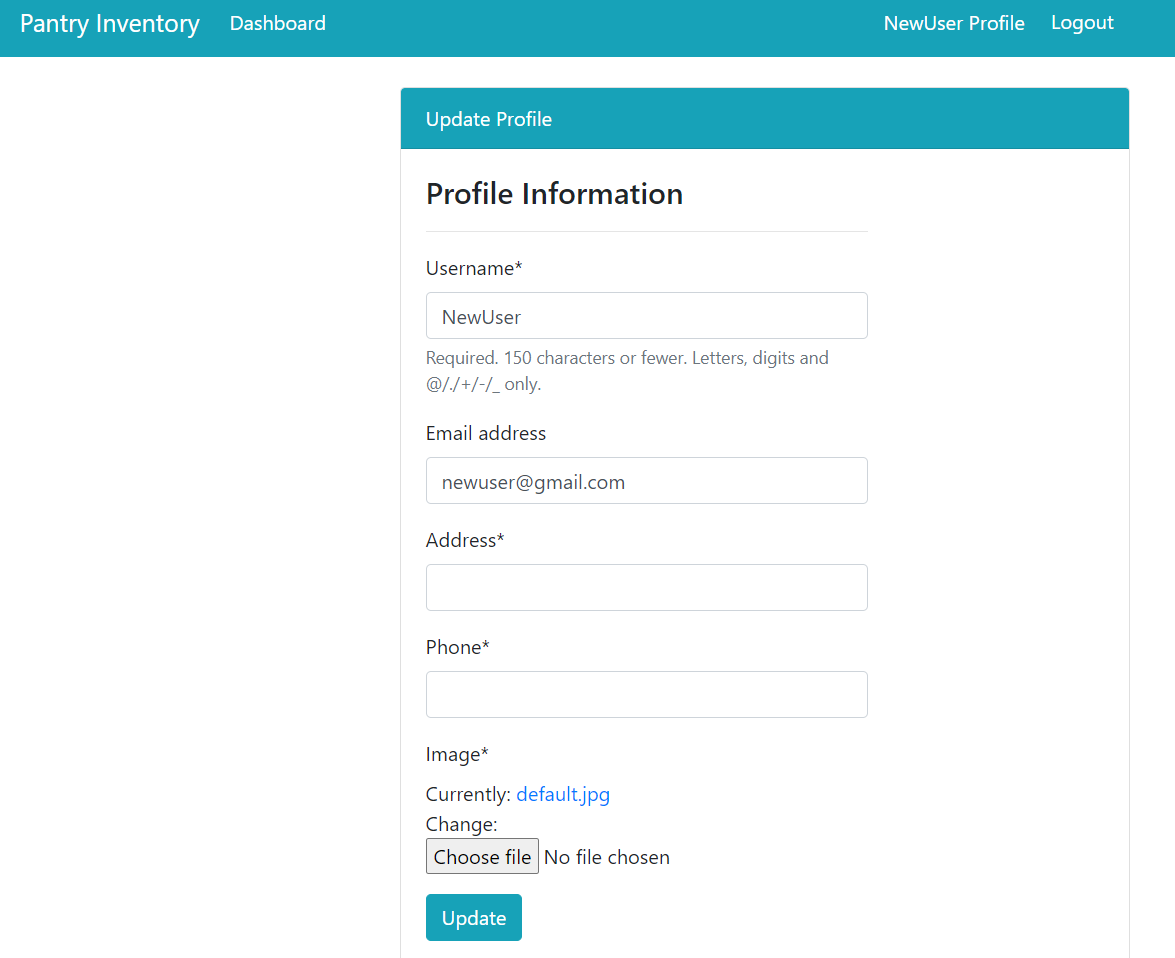 Pantry Inventory Dashboard NewUser Profile Logout
Update Profile
Profile Information
Username*
NewUser
Required. 150 characters or fewer. Letters, digits and
@/./+/-/_ only.
Email address
newuser@gmail.com
Address*
Phone*
Image*
Currently: default.jpg
Change:
Choose file No file chosen
Update